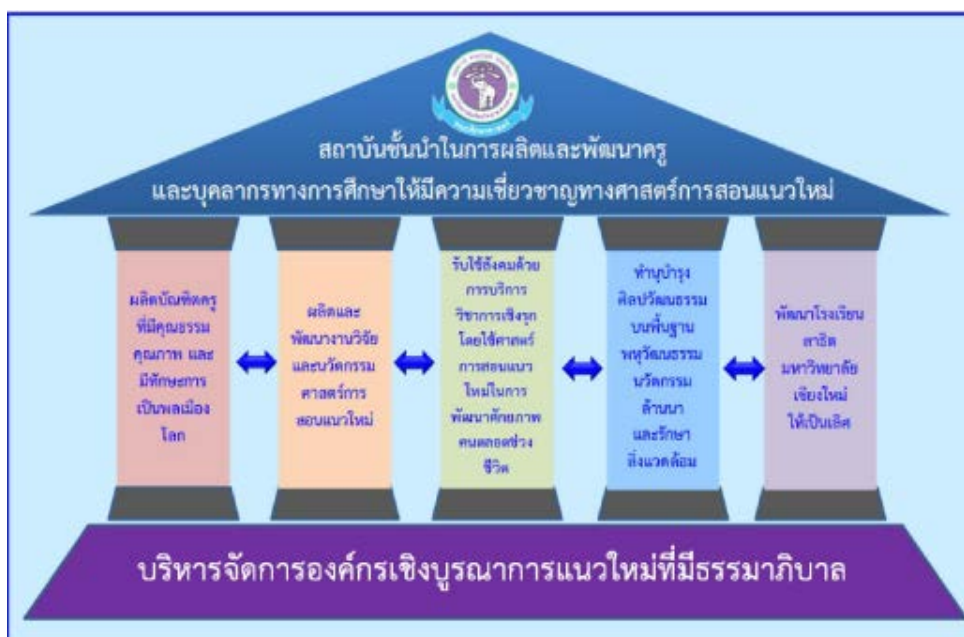 สถาบันชั้นนำในการผลิตและพัฒนาครู
และบุคลากรทางการศึกษาให้มีความเชี่ยวชาญทางศาสตร์การสอนแนวใหม่
ผลิตบัณฑิตครู
ที่มีคุณธรรม
คุณภาพ และ
มีทักษะการ
เป็นพลเมือง
โลก
ผลิตและ
พัฒนางานวิจัย
และนวัตกรรม
ศาสตร์การ
สอนแนวใหม่
รับใช้สังคมด้วย
การบริการ
วิชาการเชิงรุก
โดยใช้ศาสตร์
การสอนแนว
ใหม่ในการ
พัฒนาศักยภาพ
คนตลอดช่วง
ชีวิต
ทำนุบำรุง
ศิลปวัฒนธรรม
บนพื้นฐาน
พหุวัฒนธรรม
นวัตกรรม
ล้านนา
และรักษา
สิ่งแวดล้อม
พัฒนาโรงเรียน
สาธิต
มหาวิทยาลัย
เชียงใหม่
ให้เป็นเลิศ
บริหารจัดการองค์กรเชิงบูรณาการแนวใหม่ที่มีธรรมาภิบาล